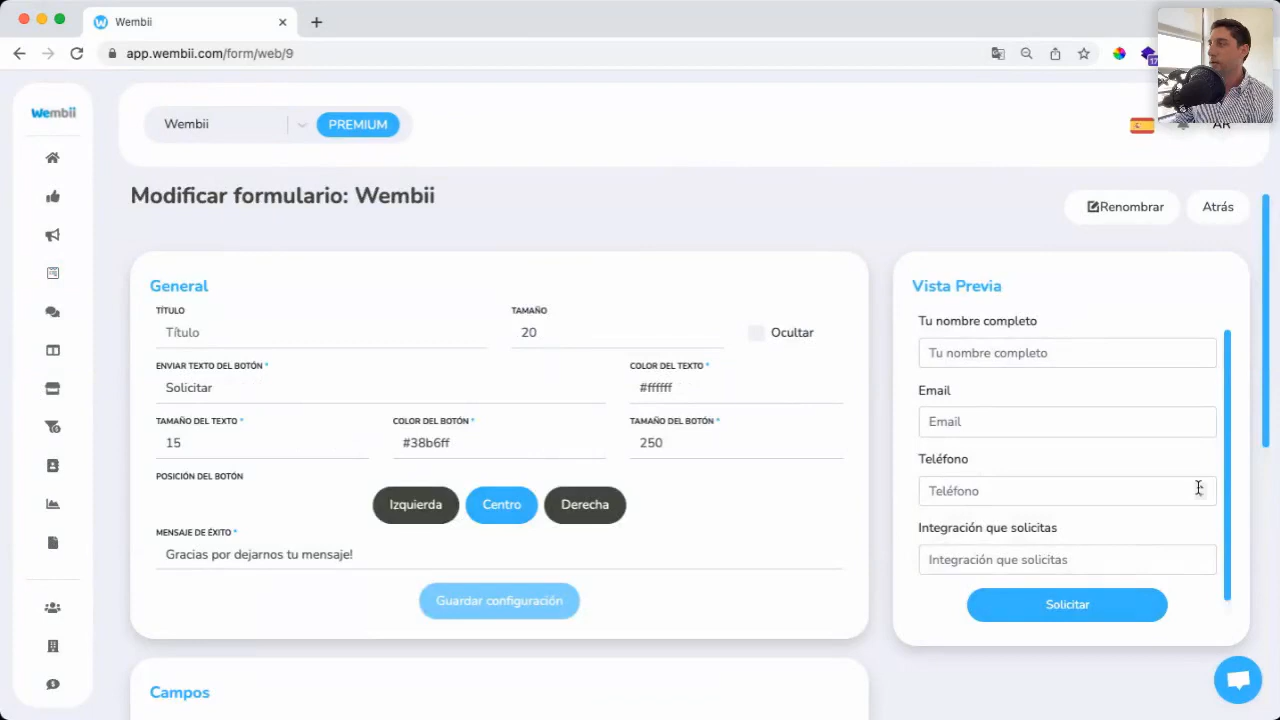 Wembii
app.wembii.com/form/web/9
17
Wembii
Wembii
PREMIUM
AR
Modificar formulario: Wembii
Renombrar
Atrás
General
TÍTULO
TAMAÑO
Título
20
Ocultar
ENVIAR TEXTO DEL BOTÓN *
COLOR DEL TEXTO *
Solicitar
#ffffff
TAMAÑO DEL TEXTO *
COLOR DEL BOTÓN *
TAMAÑO DEL BOTÓN *
15
#38b6ff
250
POSICIÓN DEL BOTÓN
Izquierda
Centro
Derecha
MENSAJE DE ÉXITO *
Gracias por dejarnos tu mensaje!
Guardar configuración
Vista Previa
Tu nombre completo
Tu nombre completo
Email
Email
Teléfono
Teléfono
Integración que solicitas
Integración que solicitas
Solicitar
Campos